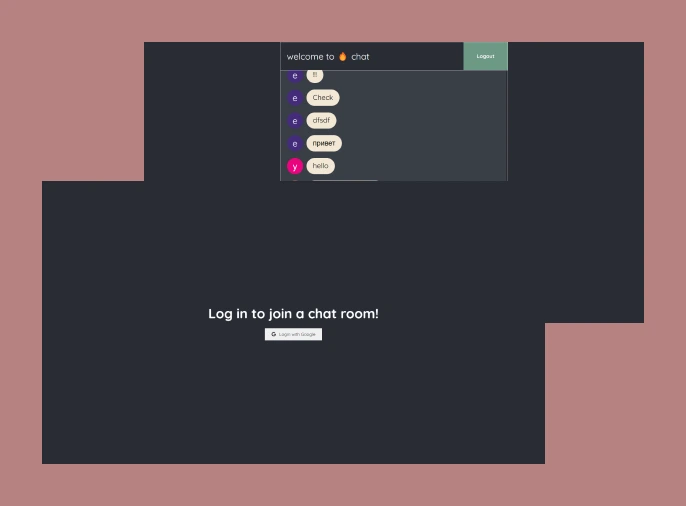 welcome to 🔥 chat
Logout
e
!!!
e
Check
e
dfsdf
e
привет
y
hello
Log in to join a chat room!
G Login with Google